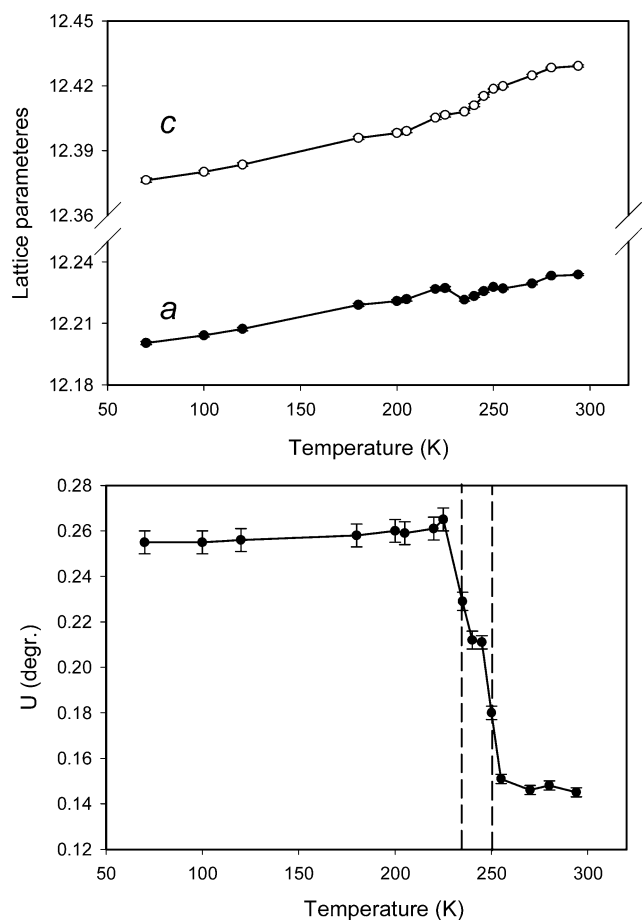 12.45
12.42
12.39
12.36
12.24
12.21
12.18
Lattice parameteres
c
a
50 100 150 200 250 300
Temperature (K)
0.28
0.26
0.24
0.22
0.20
0.18
0.16
0.14
0.12
U (degr.)
50 100 150 200 250 300
Temperature (K)